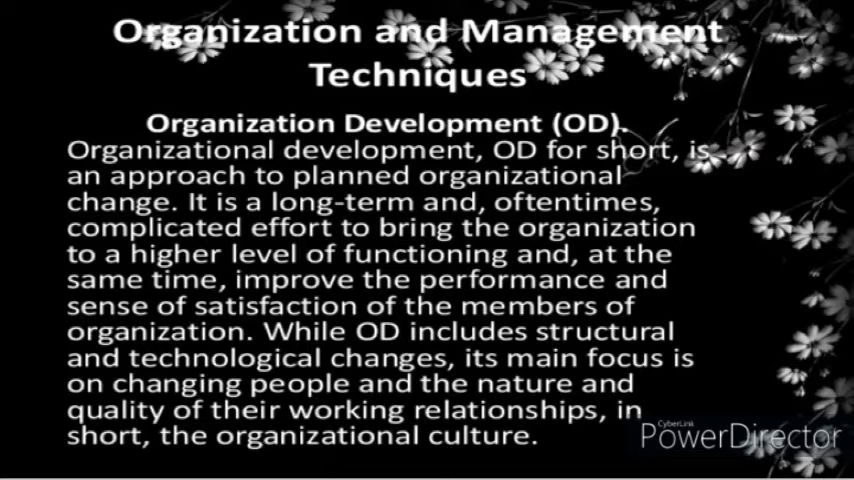 Organization and Management
Techniques
Organization Development (OD).
Organizational development, OD for short, is
an approach to planned organizational
change. It is a long-term and, oftentimes,
complicated effort to bring the organization
to a higher level of functioning and, at the
same time, improve the performance and
sense of satisfaction of the members of
organization. While OD includes structural
and technological changes, its main focus is
on changing people and the nature and
quality of their working relationships, in
short, the organizational culture.
CyberLink
PowerDirector